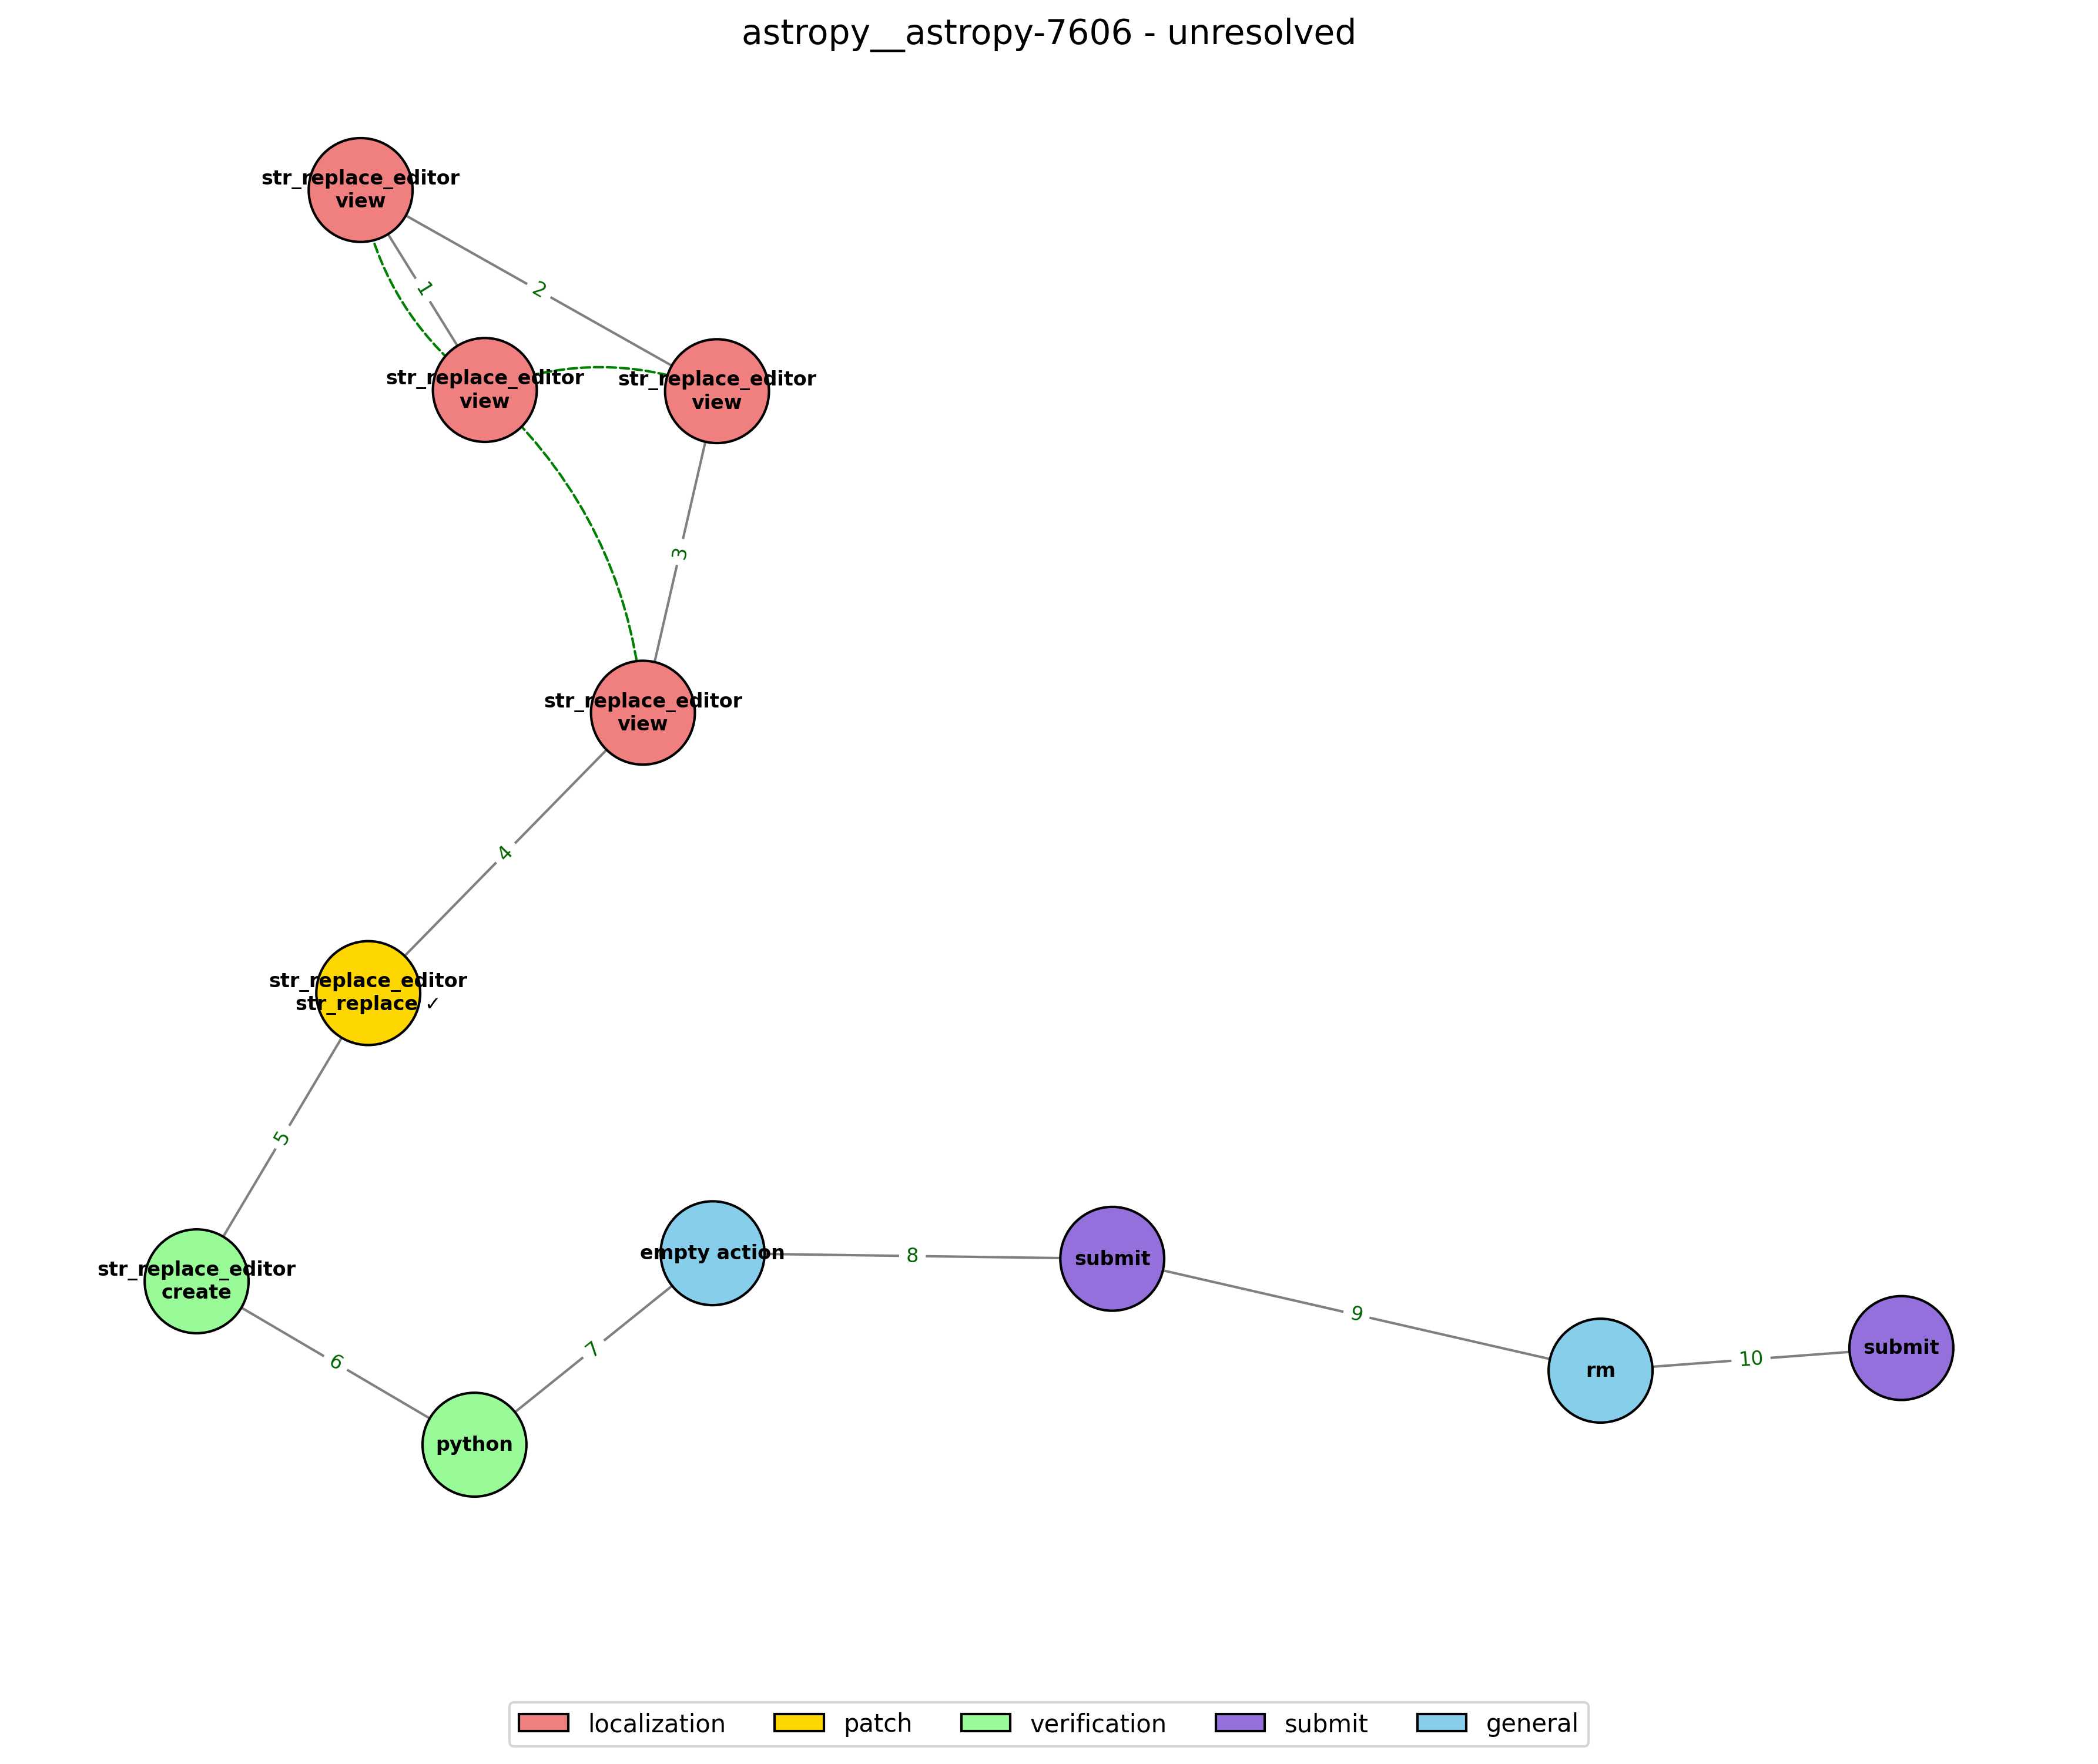 astropy__astropy-7606 - unresolved
str_replace_editor
view
1
2
str_replace_editor
view
str_replace_editor
view
3
str_replace_editor
view
4
str_replace_editor
str_replace ✓
5
str_replace_editor
create
6
python
7
empty action
8
submit
9
rm
10
submit
localization
patch
verification
submit
general